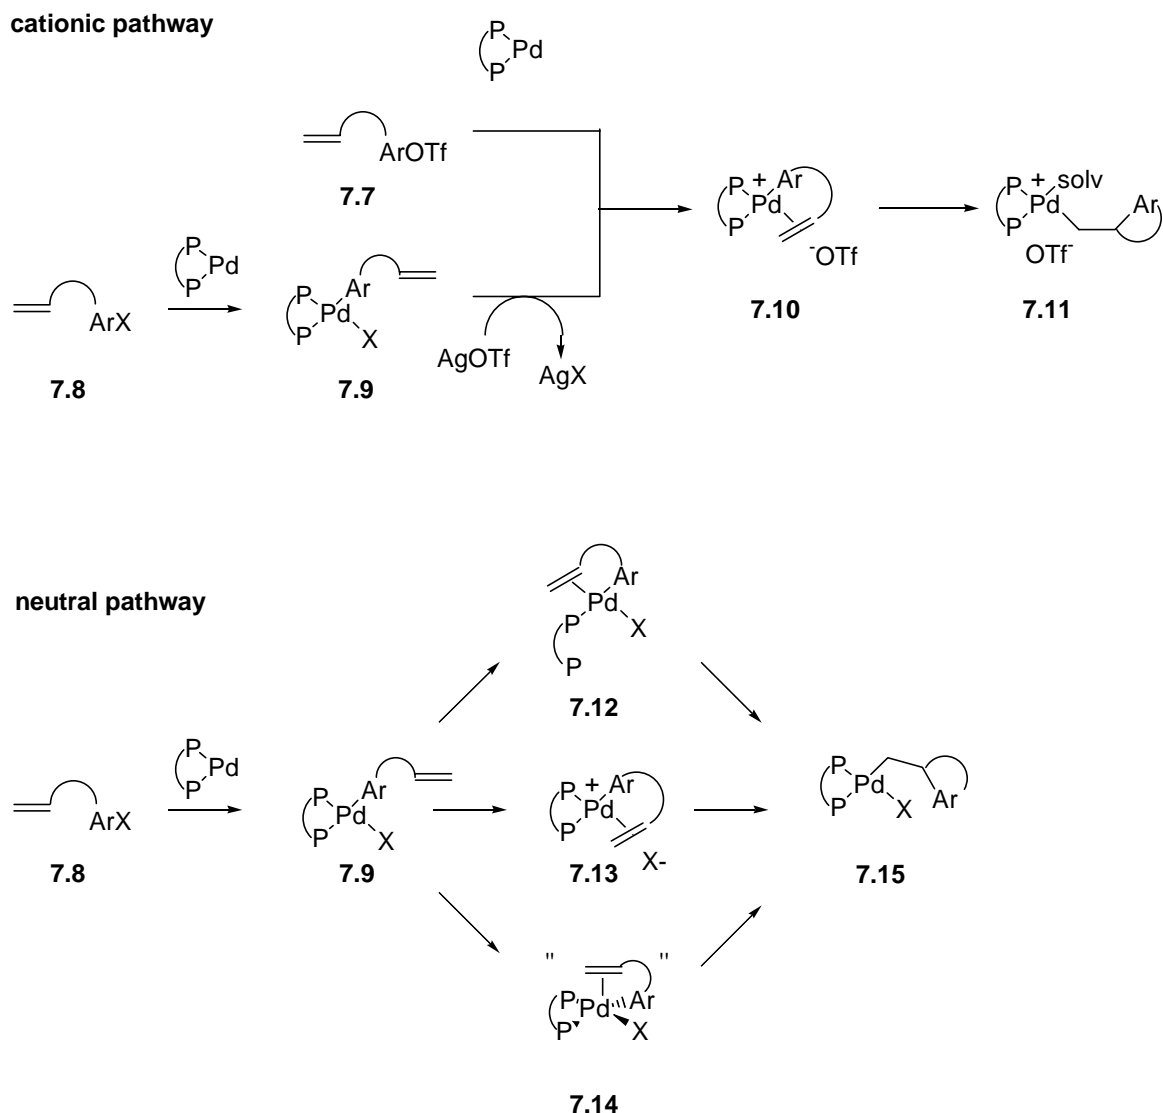 cationic pathway
P
Pd
P
ArOTf
7.7
P
Pd
P
ArX
7.8
Ar
P
Pd
P
X
7.9
AgOTf
AgX
P + Ar
Pd
P
-OTf
7.10
P + solv
Pd
P
Ar
OTf-
7.11
neutral pathway
Ar
Pd
P
X
P
7.12
P
Pd
P
ArX
7.8
Ar
P
Pd
P
X
7.9
P + Ar
Pd
P
X-
7.13
P
Pd
P
X
Ar
7.15
" "
P Pd Ar
P X
7.14